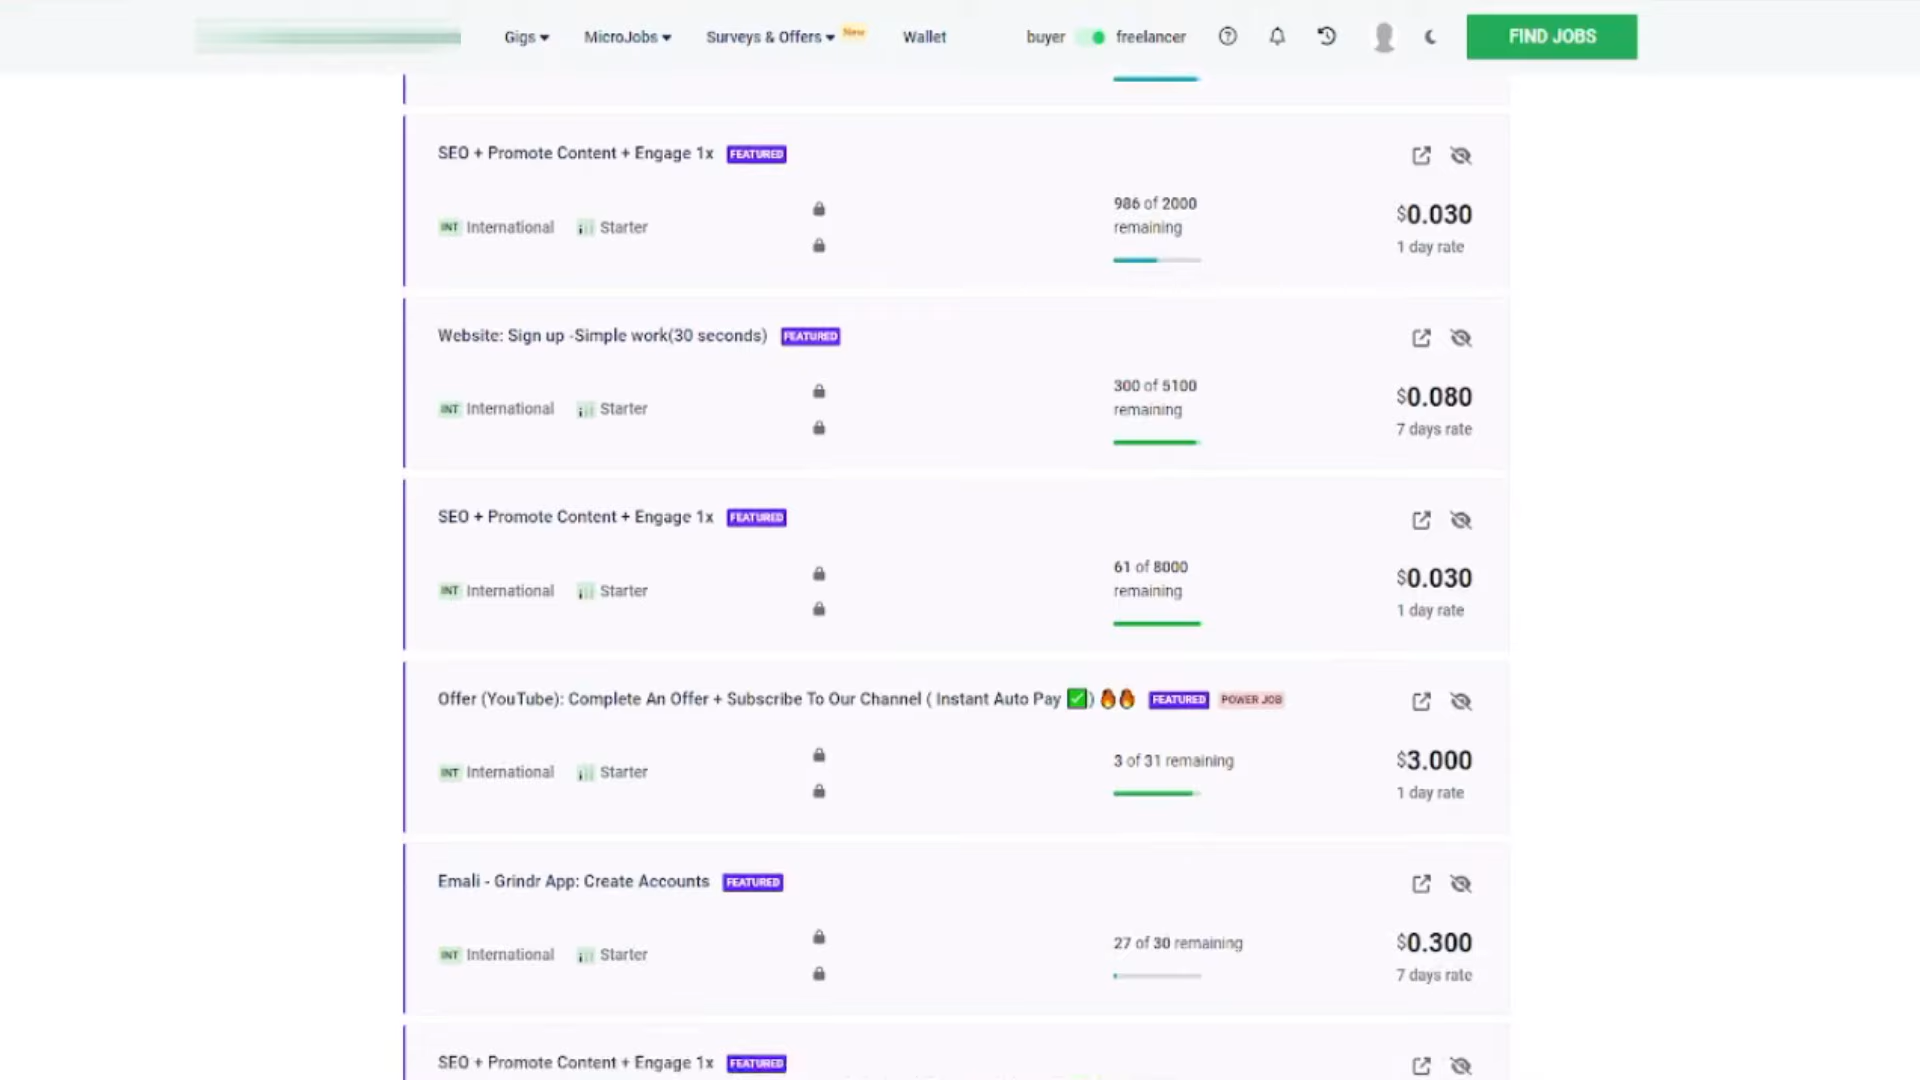 Gigs MicroJobs Surveys & Offers New Wallet buyer freelancer FIND JOBS
SEO + Promote Content + Engage 1x FEATURED
986 of 2000
remaining
$0.030
INT International Starter
1 day rate
Website: Sign up -Simple work(30 seconds) FEATURED
300 of 5100
remaining
$0.080
INT International Starter
7 days rate
SEO + Promote Content + Engage 1x FEATURED
61 of 8000
remaining
$0.030
INT International Starter
1 day rate
Offer (YouTube): Complete An Offer + Subscribe To Our Channel ( Instant Auto Pay ✅) 🔥🔥 FEATURED POWER JOB
3 of 31 remaining
$3.000
INT International Starter
1 day rate
Emali - Grindr App: Create Accounts FEATURED
27 of 30 remaining
$0.300
INT International Starter
7 days rate
SEO + Promote Content + Engage 1x FEATURED